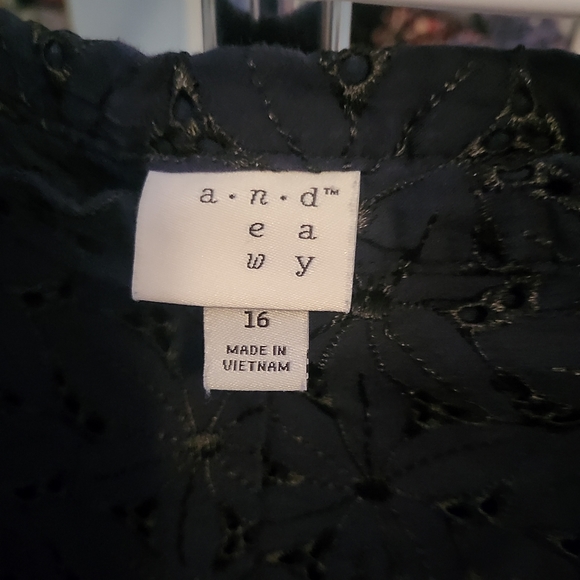 a·n·d™
e a
w y
16
MADE IN
VIETNAM